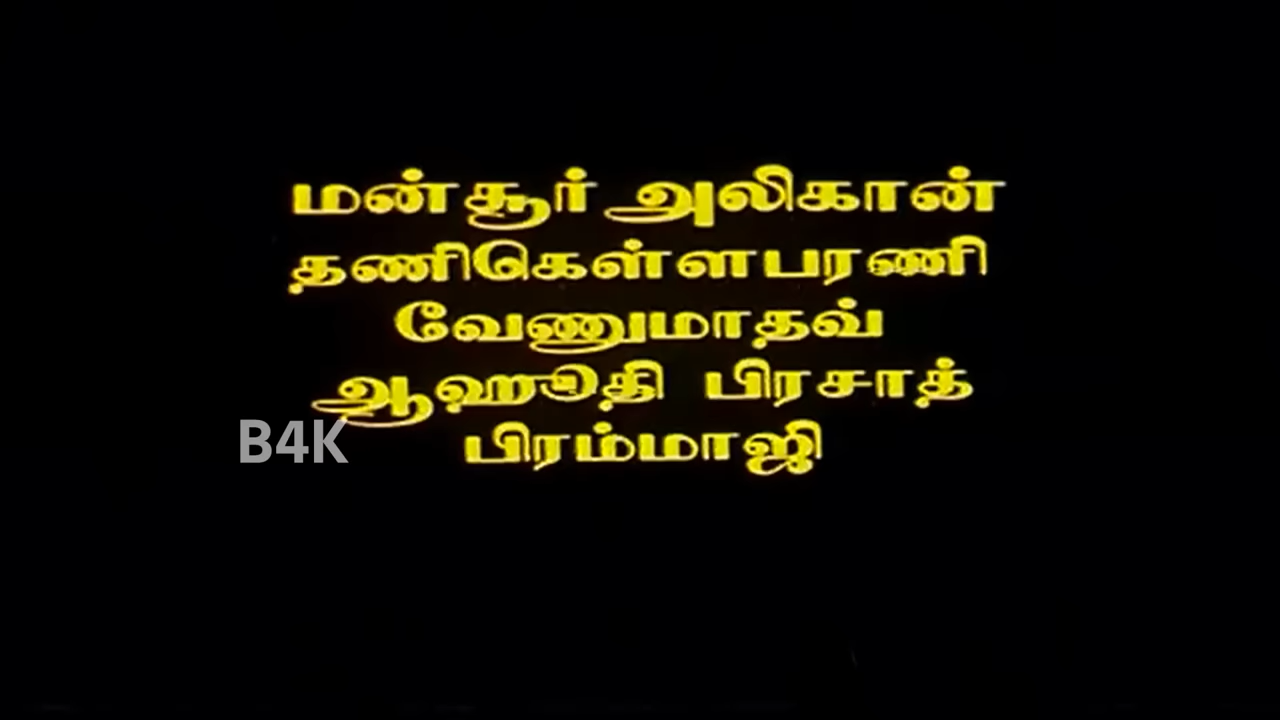 மன்சூர் அலிகான்
தணிகெள்ளபரணி
வேணுமாதவ்
ஆஹூதி பிரசாத்
B4K
பிரம்மாஜி